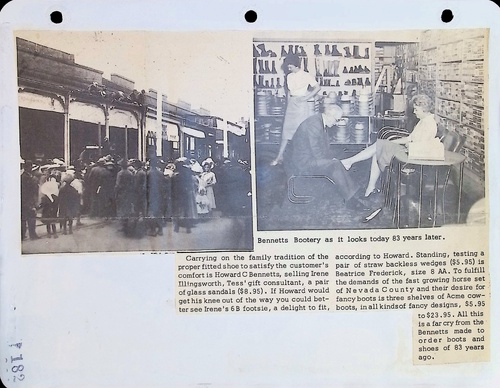 Bennetts Bootery as it looks today 83 years later.
Carrying on the family tradition of the
proper fitted shoe to satisfy the customer's
comfort is Howard C Bennetts, selling Irene
Illingsworth, Tess' gift consultant, a pair
of glass sandals ($8.95). If Howard would
get his knee out of the way you could bet-
ter see Irene's 6B footsie, a delight to fit,
according to Howard. Standing, testing a
pair of straw backless wedges ($5.95) is
Beatrice Frederick, size 8 AA. To fulfill
the demands of the fast growing horse set
of Nevada County and their desire for
fancy boots is three shelves of Acme cow-
boots, in all kinds of fancy designs, $5.95
to $23.95. All this
is a far cry from the
Bennetts made to
order boots and
shoes of 83 years
ago.